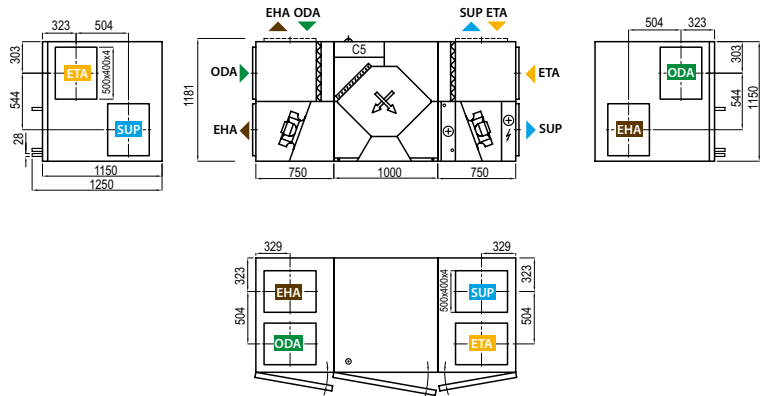 EHA ODA
SUP ETA
323 504
303
544
28
ETA
500x400x4
SUP
1150
1250
1181
C5
ODA
ETA
EHA
SUP
750 1000 750
504 323
303
544
1150
ODA
EHA
329
323
504
EHA
ODA
329
323
504
500x400x4
SUP
ETA